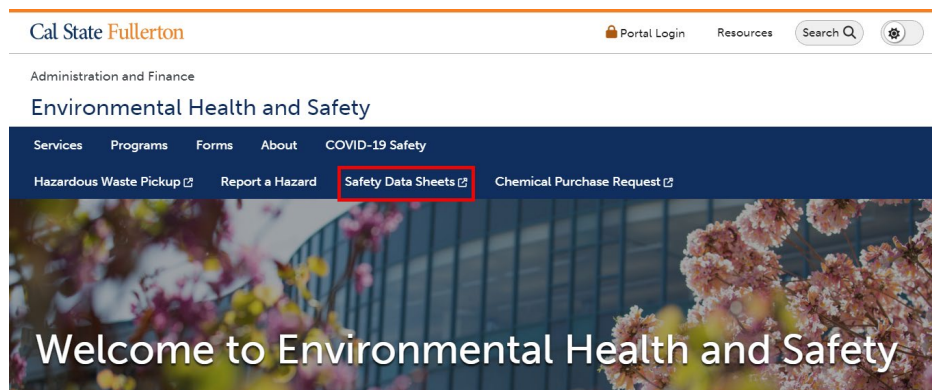 Cal State Fullerton Portal Login Resources Search
Administration and Finance
Environmental Health and Safety
Services Programs Forms About COVID-19 Safety
Hazardous Waste Pickup Report a Hazard Safety Data Sheets Chemical Purchase Request
Welcome to Environmental Health and Safety